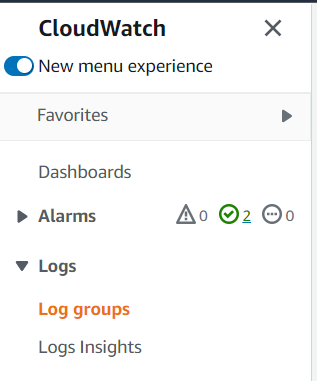 CloudWatch
New menu experience
Favorites
Dashboards
Alarms 0 2 0
Logs
Log groups
Logs Insights